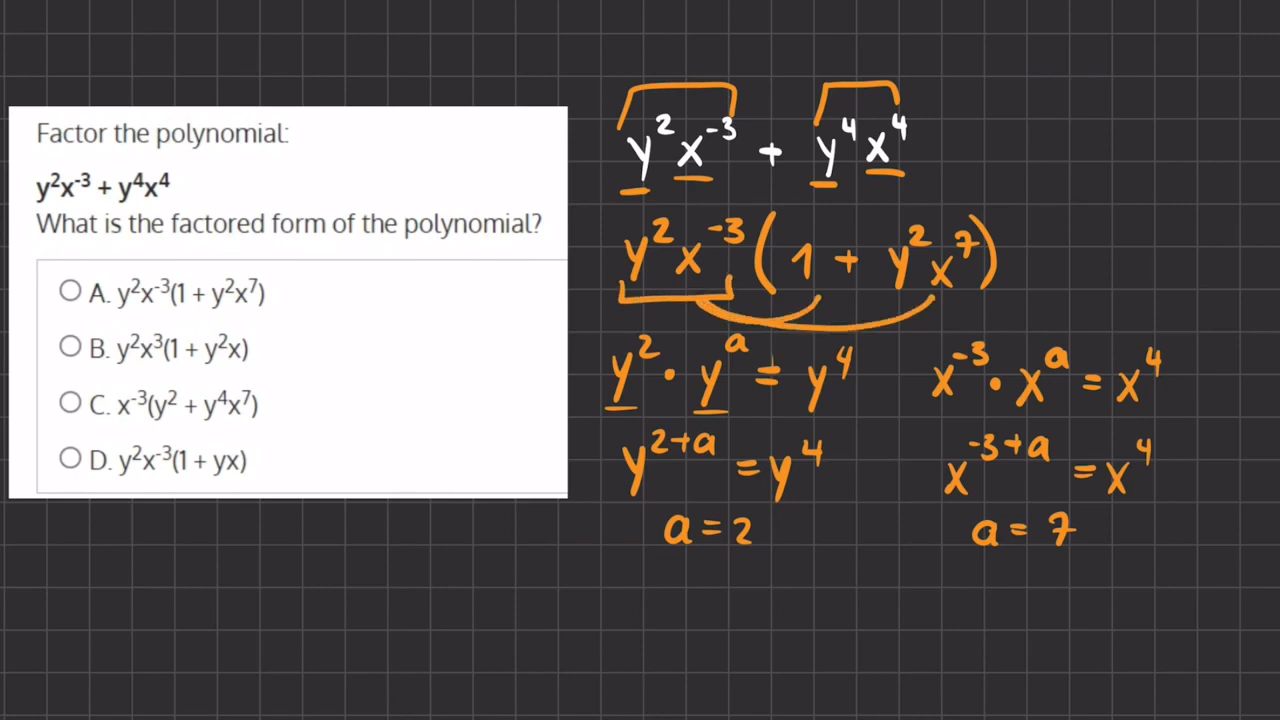 Factor the polynomial:
y²x⁻³ + y⁴x⁴
What is the factored form of the polynomial?
A. y²x⁻³(1 + y²x⁷)
B. y²x³(1 + y²x)
C. x⁻³(y² + y⁴x⁷)
D. y²x⁻³(1 + yx)
y²x⁻³ + y⁴x⁴
y²x⁻³(1 + y²x⁷)
y² · yᵃ = y⁴
x⁻³ · xᵃ = x⁴
y²⁺ᵃ = y⁴
x⁻³⁺ᵃ = x⁴
a = 2
a = 7